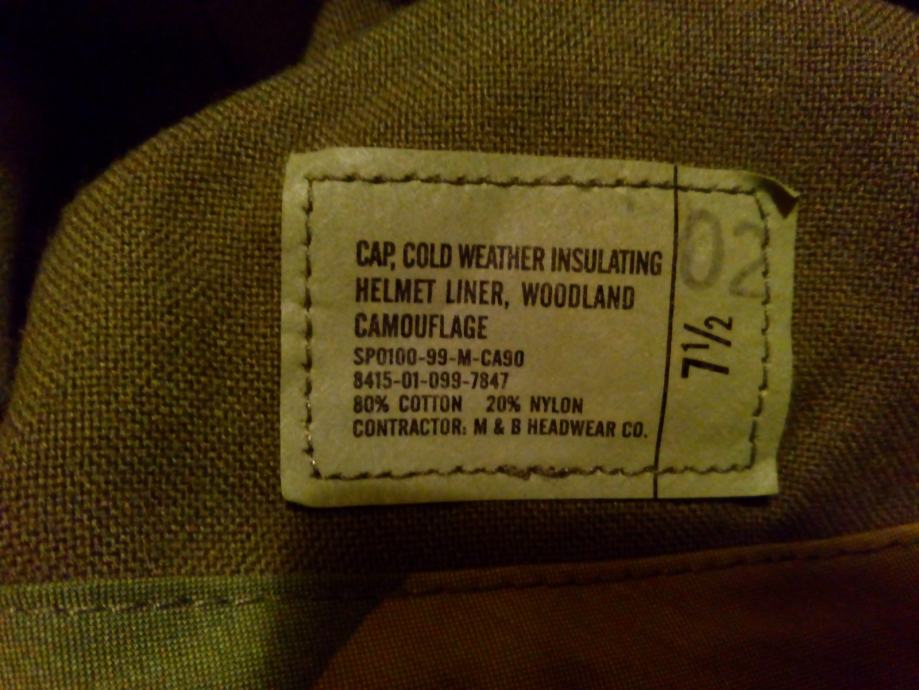 CAP, COLD WEATHER INSULATING
HELMET LINER, WOODLAND
CAMOUFLAGE
SP0100-99-M-CA90
8415-01-099-7847
80% COTTON 20% NYLON
CONTRACTOR: M & B HEADWEAR CO.
02
7½